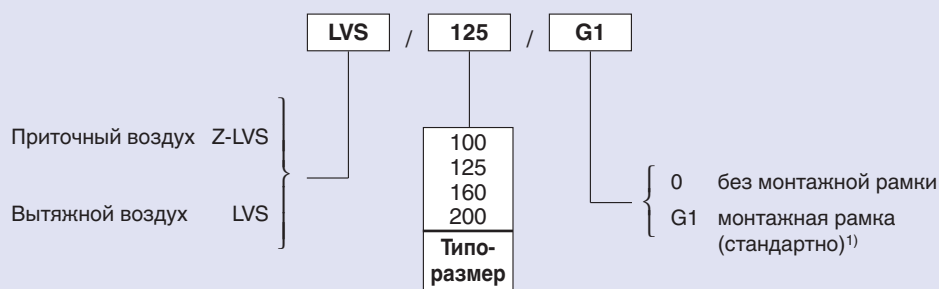 LVS / 125 / G1
Приточный воздух Z-LVS
Вытяжной воздух LVS
100
125
160
200
Типо-
размер
0 без монтажной рамки
G1 монтажная рамка
(стандартно)1)